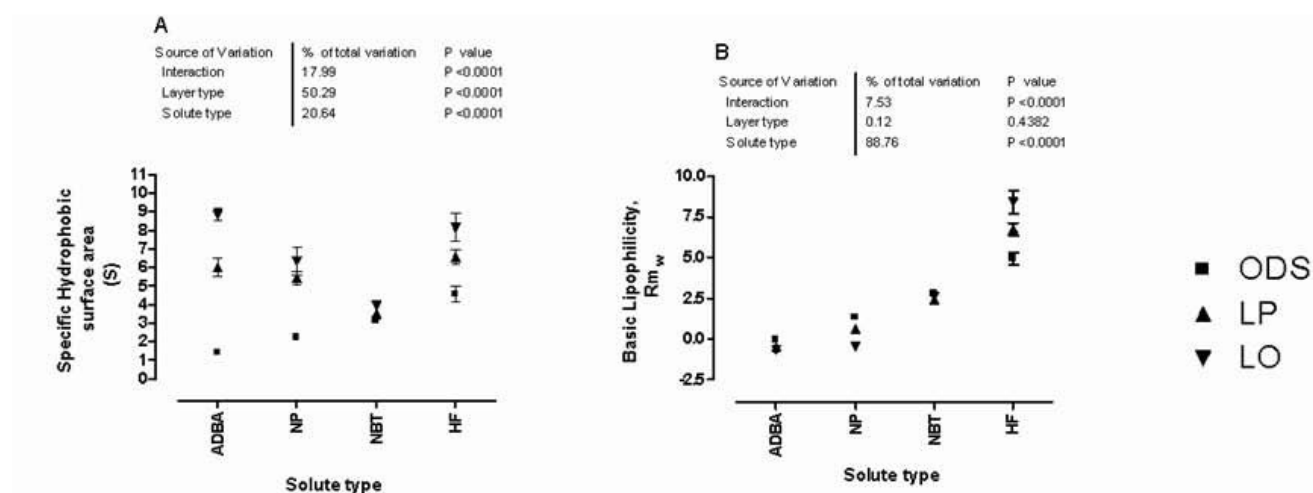 A
Source of Variation % of total variation P value
Interaction 17.99 P <0.0001
Layer type 50.29 P <0.0001
Solute type 20.64 P <0.0001
Specific Hydrophobic
surface area
(S)
11
10
9
8
7
6
5
4
3
2
1
0
ADBA
NP
NBT
HF
Solute type
B
Source of Variation % of total variation P value
Interaction 7.53 P <0.0001
Layer type 0.12 0.4382
Solute type 88.76 P <0.0001
Basic Lipophilicity,
Rmw
10.0
7.5
5.0
2.5
0.0
-2.5
ADBA
NP
NBT
HF
Solute type
ODS
LP
LO